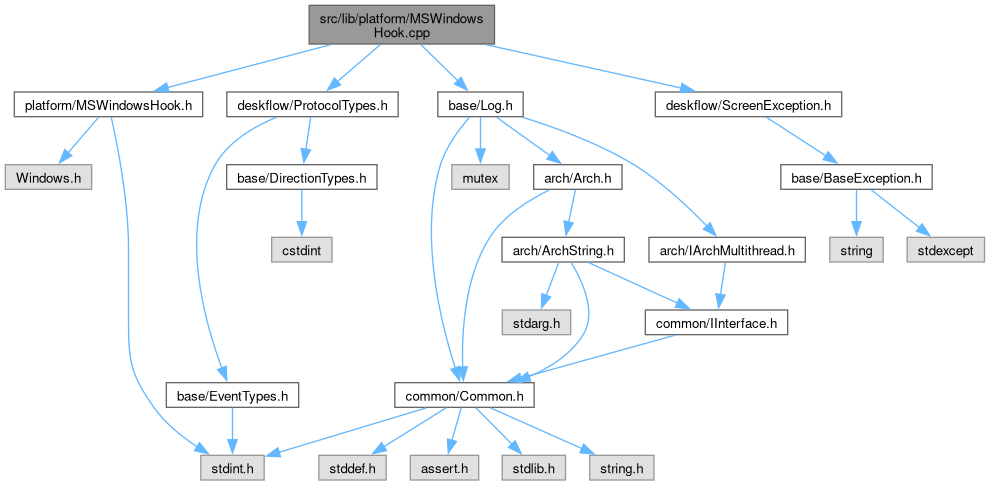 src/lib/platform/MSWindows
Hook.cpp
platform/MSWindowsHook.h
deskflow/ProtocolTypes.h
base/Log.h
deskflow/ScreenException.h
Windows.h
base/DirectionTypes.h
mutex
arch/Arch.h
base/BaseException.h
cstdint
arch/ArchString.h
arch/IArchMultithread.h
string
stdexcept
stdarg.h
common/IInterface.h
base/EventTypes.h
common/Common.h
stdint.h
stddef.h
assert.h
stdlib.h
string.h